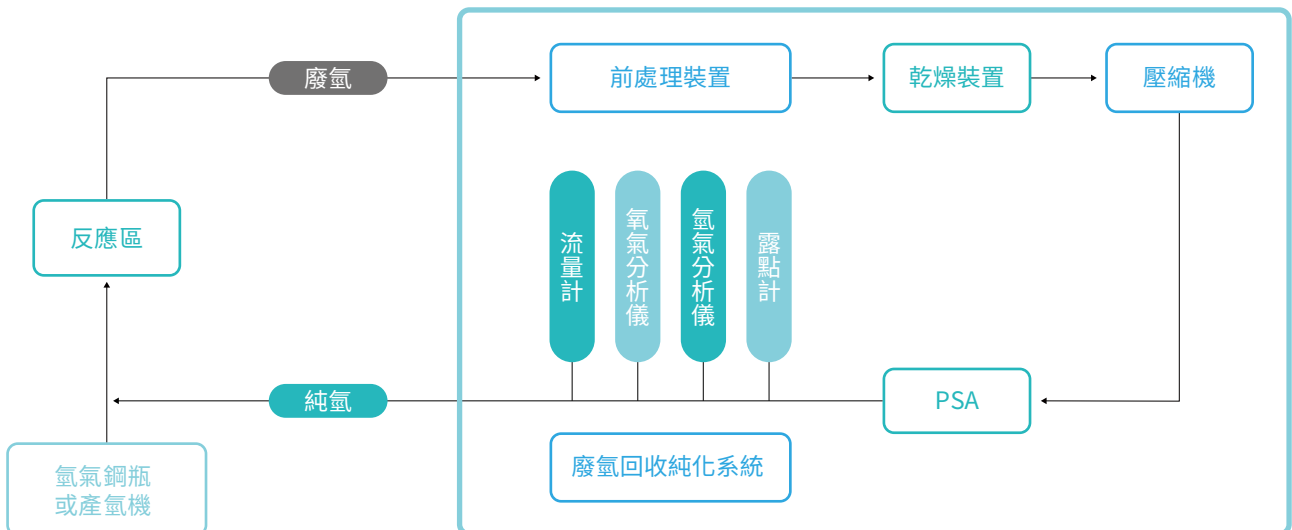 廢氫
前處理裝置
乾燥裝置
壓縮機
反應區
流量計
氧氣分析儀
氫氣分析儀
露點計
純氫
PSA
廢氫回收純化系統
氫氣鋼瓶
或產氫機